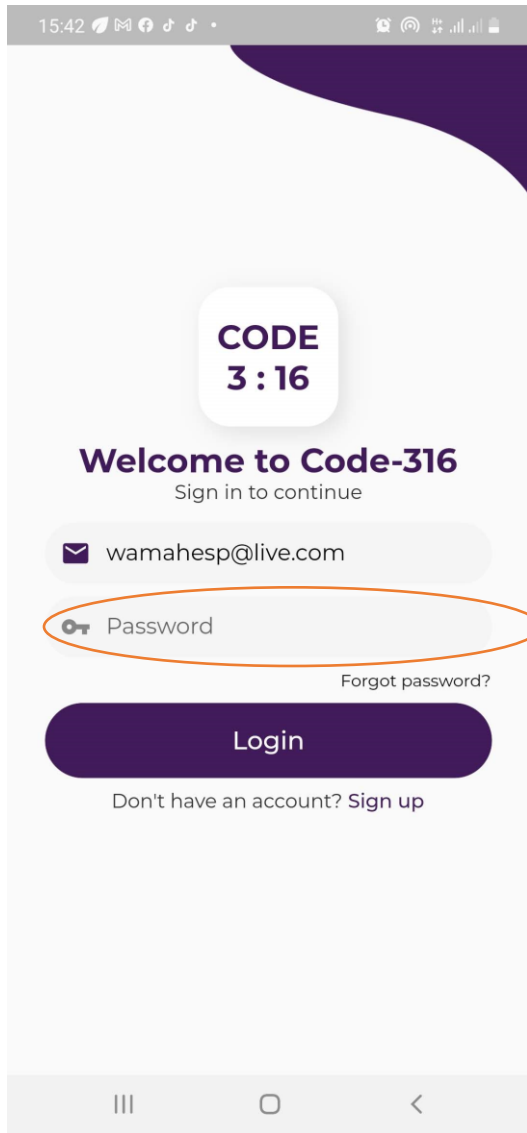 15:42
CODE
3 : 16
Welcome to Code-316
Sign in to continue
wamahesp@live.com
Password
Forgot password?
Login
Don't have an account? Sign up